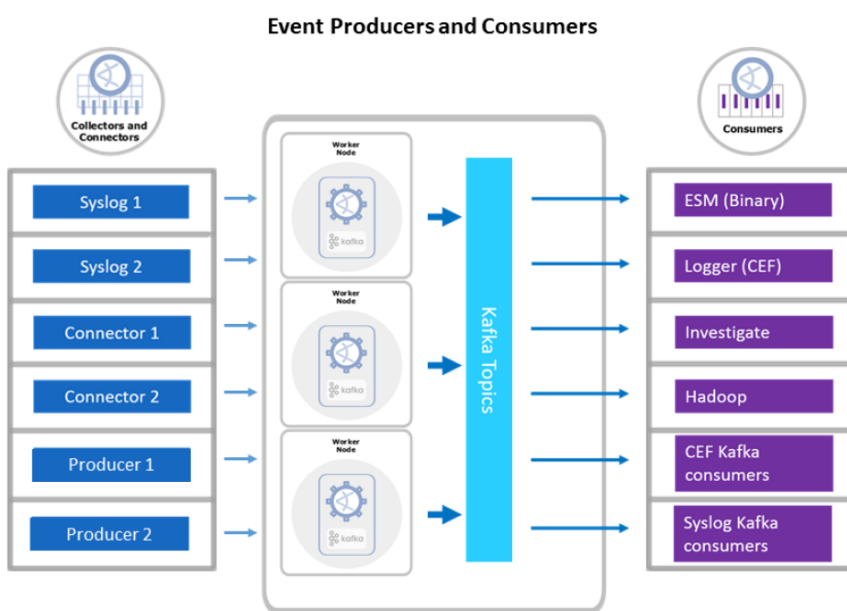 Event Producers and Consumers
Collectors and
Connectors
Syslog 1
Syslog 2
Connector 1
Connector 2
Producer 1
Producer 2
Worker
Node
kafka
Worker
Node
kafka
Worker
Node
kafka
Kafka Topics
Consumers
ESM (Binary)
Logger (CEF)
Investigate
Hadoop
CEF Kafka
consumers
Syslog Kafka
consumers